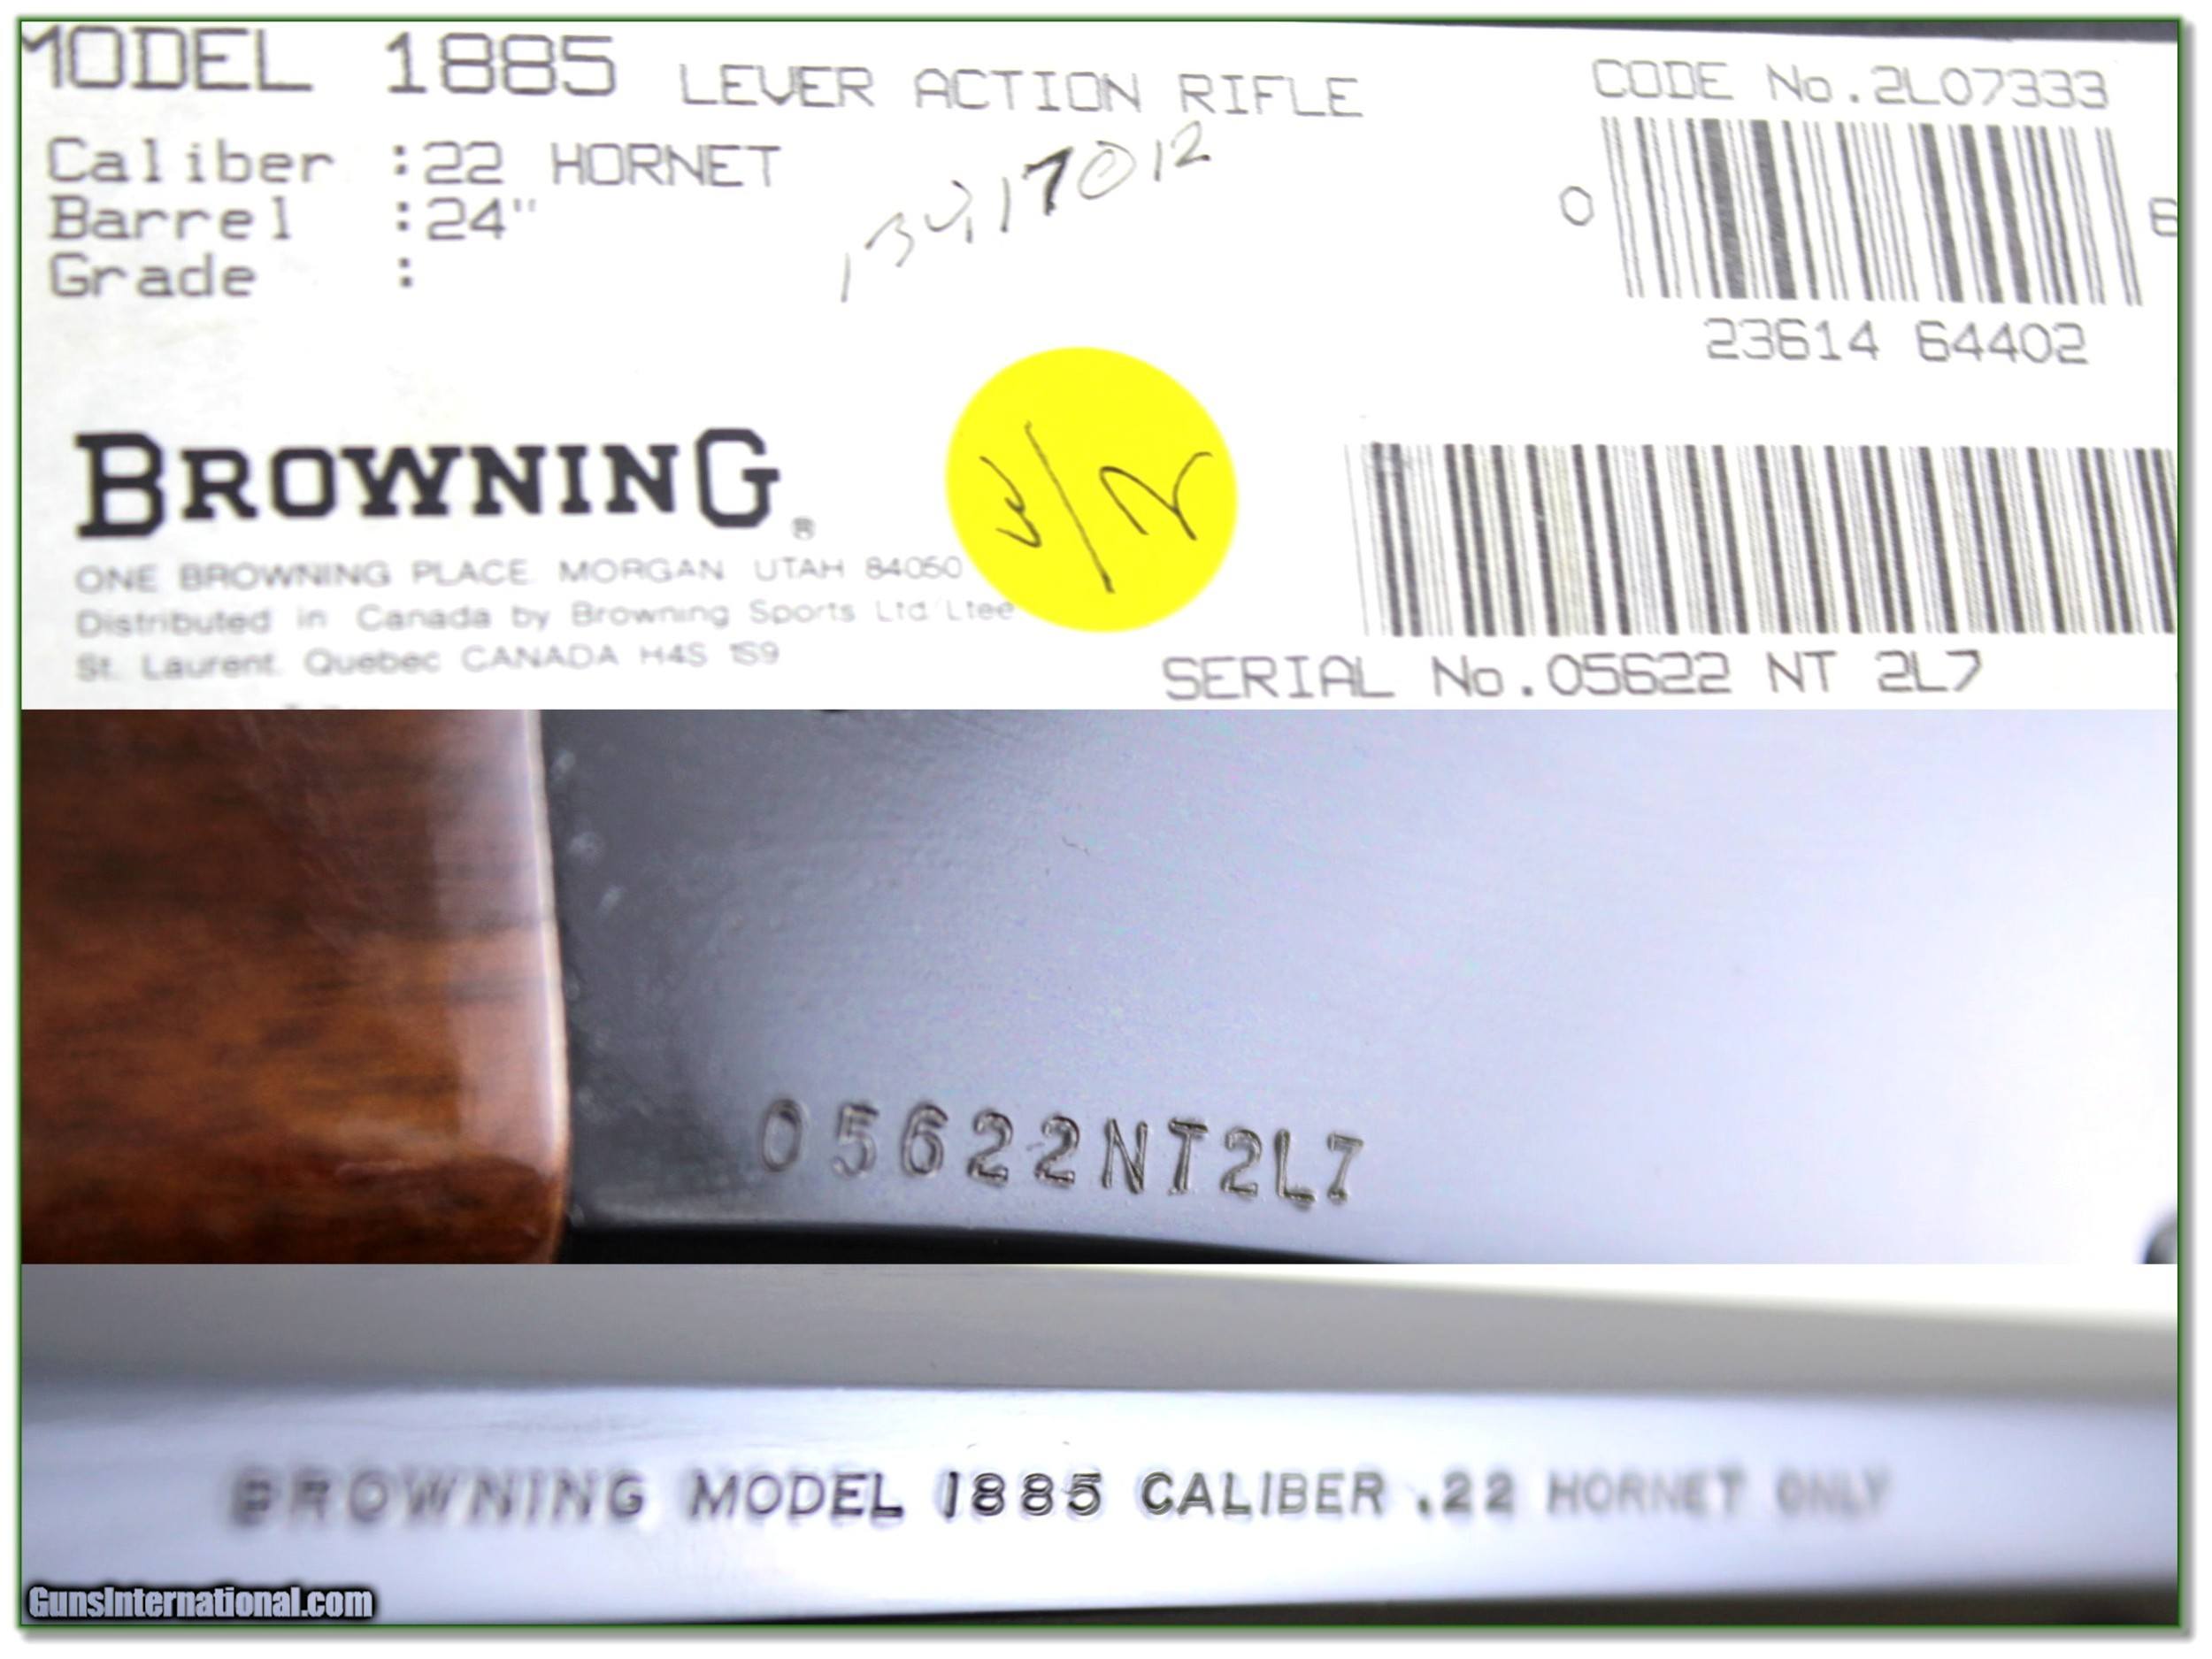 MODEL 1885 LEVER ACTION RIFLE
CODE No.2L07333
Caliber :22 HORNET
Barrel :24"
Grade :
0
23614 64402
BROWNING®
ONE BROWNING PLACE MORGAN UTAH 84050
Distributed in Canada by Browning Sports Ltd/Ltee
St. Laurent, Quebec CANADA H4S 1S9
SERIAL No.05622 NT 2L7
05622NT2L7
BROWNING MODEL 1885 CALIBER .22 HORNET ONLY
GunsInternational.com